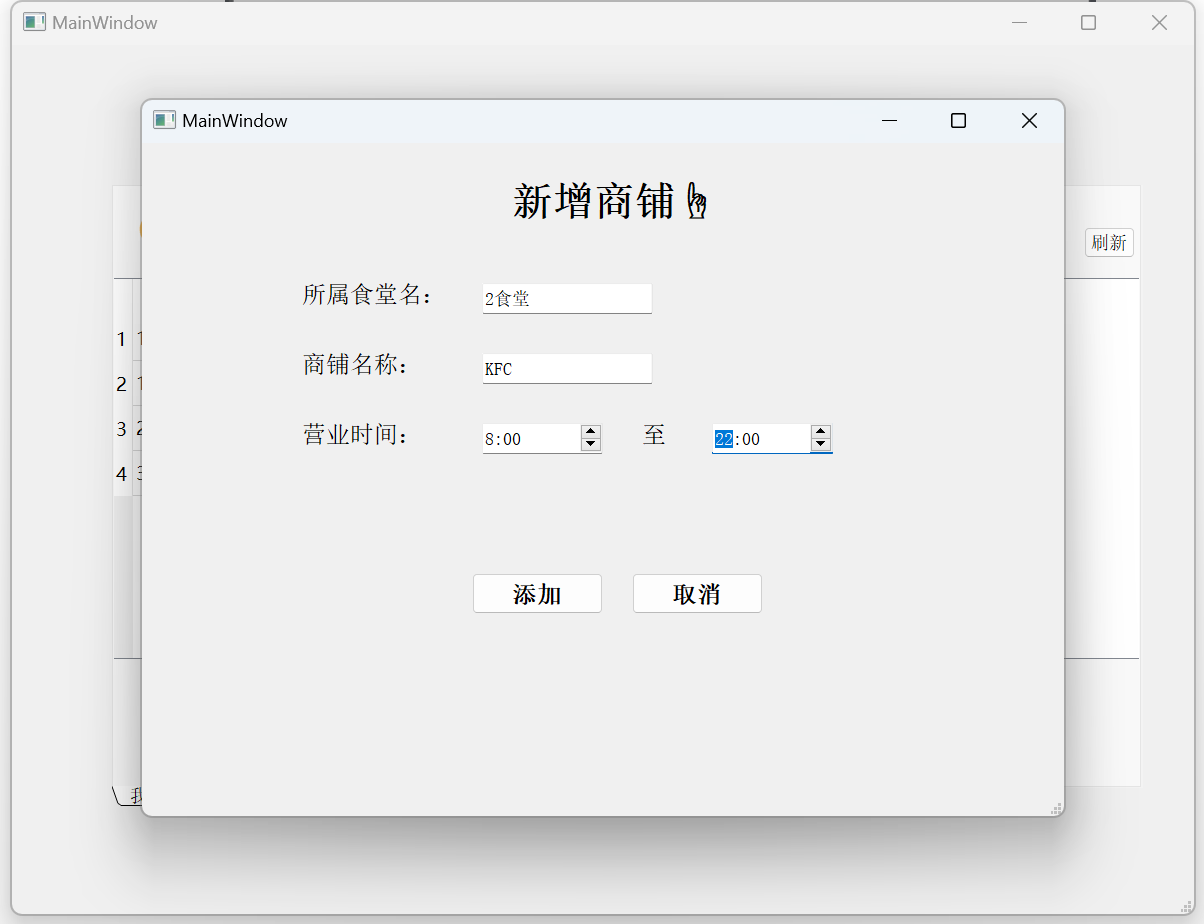 MainWindow
MainWindow
新增商铺
刷新
所属食堂名： 2食堂
1
商铺名称： KFC
2
营业时间： 8:00 至 22:00
3
4
添加 取消